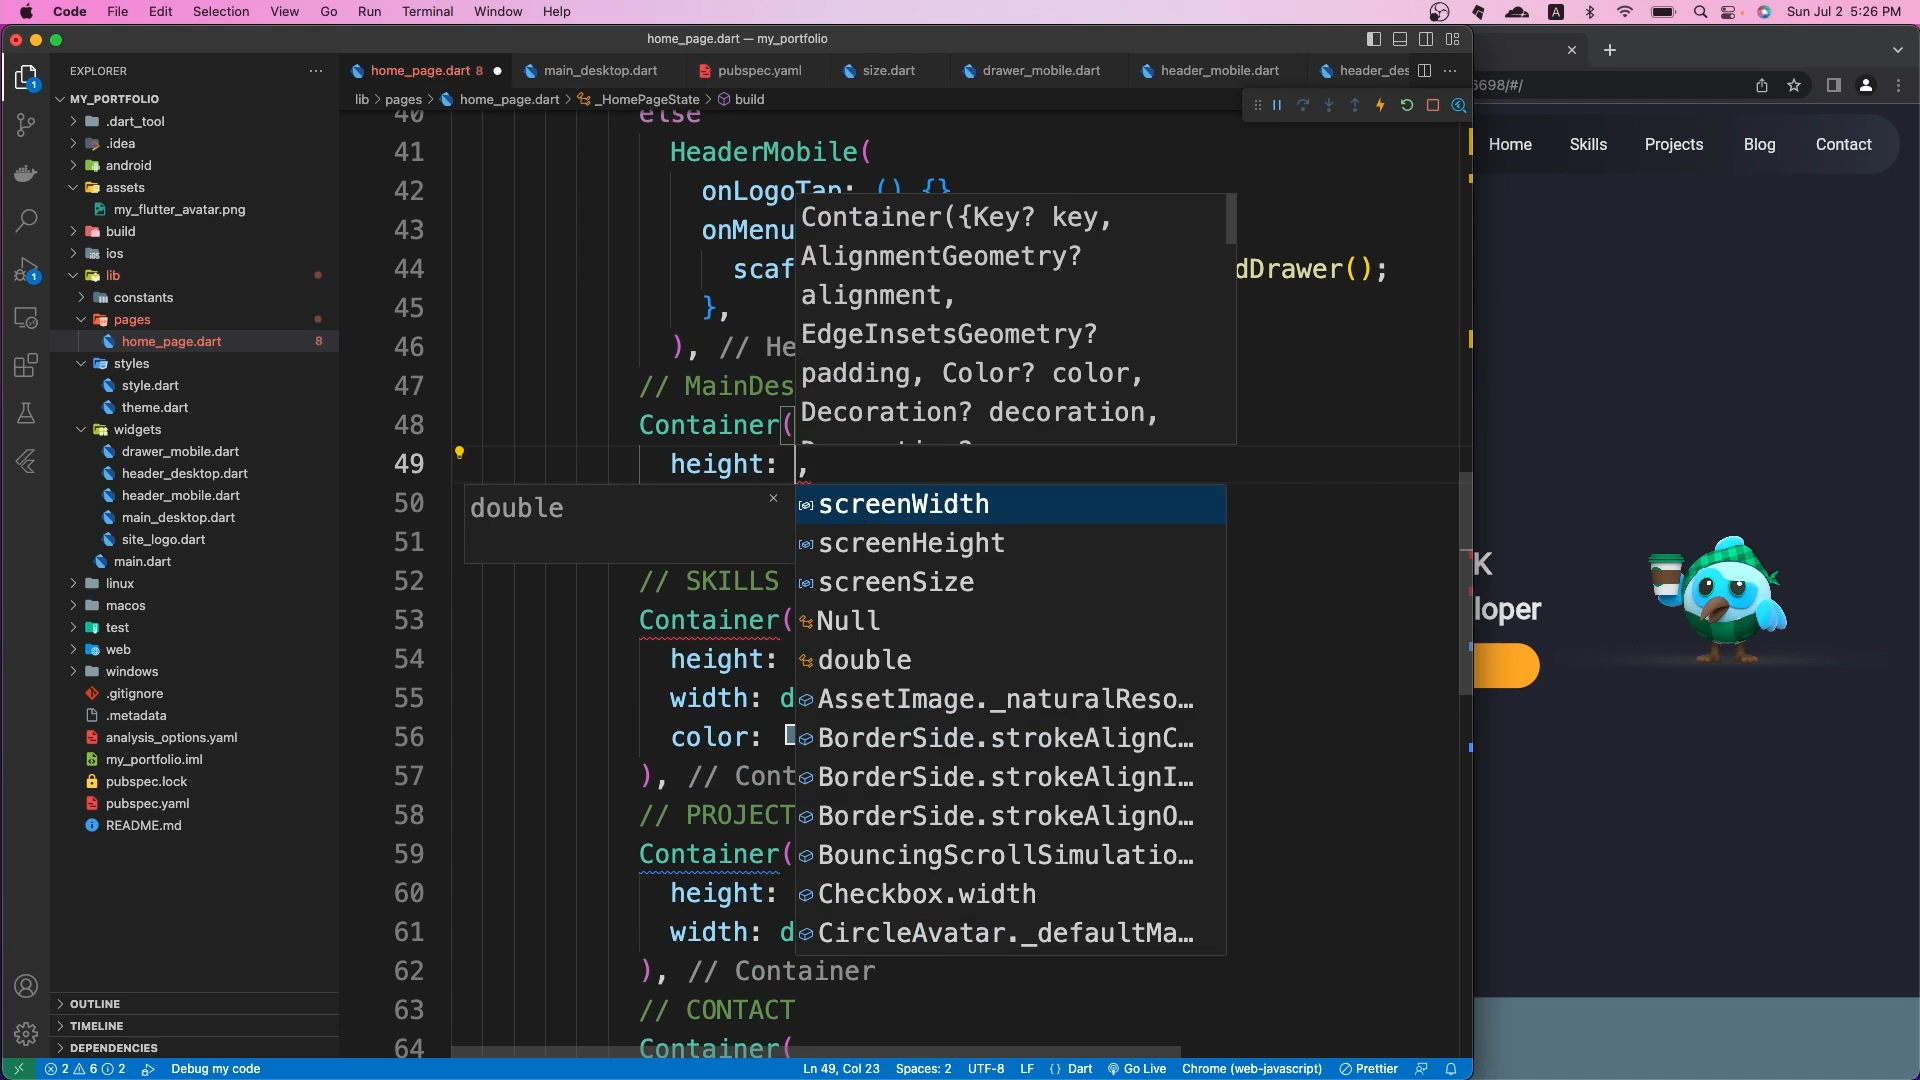 Code File Edit Selection View Go Run Terminal Window Help
A
Sun Jul 2 5:26 PM
home_page.dart — my_portfolio
EXPLORER
home_page.dart 8
main_desktop.dart
pubspec.yaml
size.dart
drawer_mobile.dart
header_mobile.dart
header_des
lib > pages > home_page.dart > _HomePageState > build
6698/#/
MY_PORTFOLIO
.dart_tool
.idea
android
assets
my_flutter_avatar.png
build
ios
lib
constants
pages
home_page.dart 8
styles
style.dart
theme.dart
widgets
drawer_mobile.dart
header_desktop.dart
header_mobile.dart
main_desktop.dart
site_logo.dart
main.dart
linux
macos
test
web
windows
.gitignore
.metadata
analysis_options.yaml
my_portfolio.iml
pubspec.lock
pubspec.yaml
README.md
OUTLINE
TIMELINE
DEPENDENCIES
1
1
40 else
41 HeaderMobile(
42 onLogoTap: () {}
43 onMenu
44 scaf dDrawer();
45 },
46 ), // He
47 // MainDes
48 Container(
49 height: ,
50
51
52 // SKILLS
53 Container(
54 height:
55 width: d
56 color:
57 ), // Cont
58 // PROJECT
59 Container(
60 height:
61 width: d
62 ), // Container
63 // CONTACT
64 Container(
Container({Key? key,
AlignmentGeometry?
alignment,
EdgeInsetsGeometry?
padding, Color? color,
Decoration? decoration,
double
screenWidth
screenHeight
screenSize
Null
double
AssetImage._naturalReso…
BorderSide.strokeAlignC…
BorderSide.strokeAlignI…
BorderSide.strokeAlignO…
BouncingScrollSimulatio…
Checkbox.width
CircleAvatar._defaultMa…
Home Skills Projects Blog Contact
K
loper
2 6 2 Debug my code
Ln 49, Col 23 Spaces: 2 UTF-8 LF {} Dart Go Live Chrome (web-javascript) Prettier